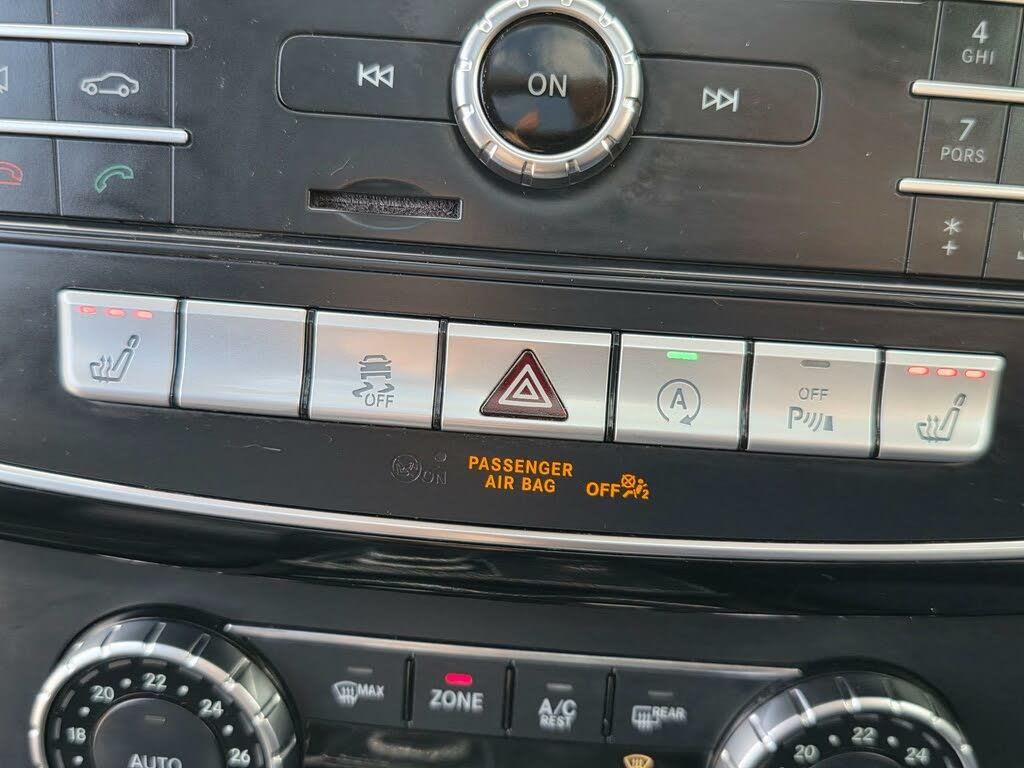 ON
4
GHI
7
PQRS
*
+
OFF
A
OFF
P
ON
PASSENGER
AIR BAG
OFF
2
18 20 22 24 26
AUTO
MAX
ZONE
A/C
REST
REAR
20 22 24